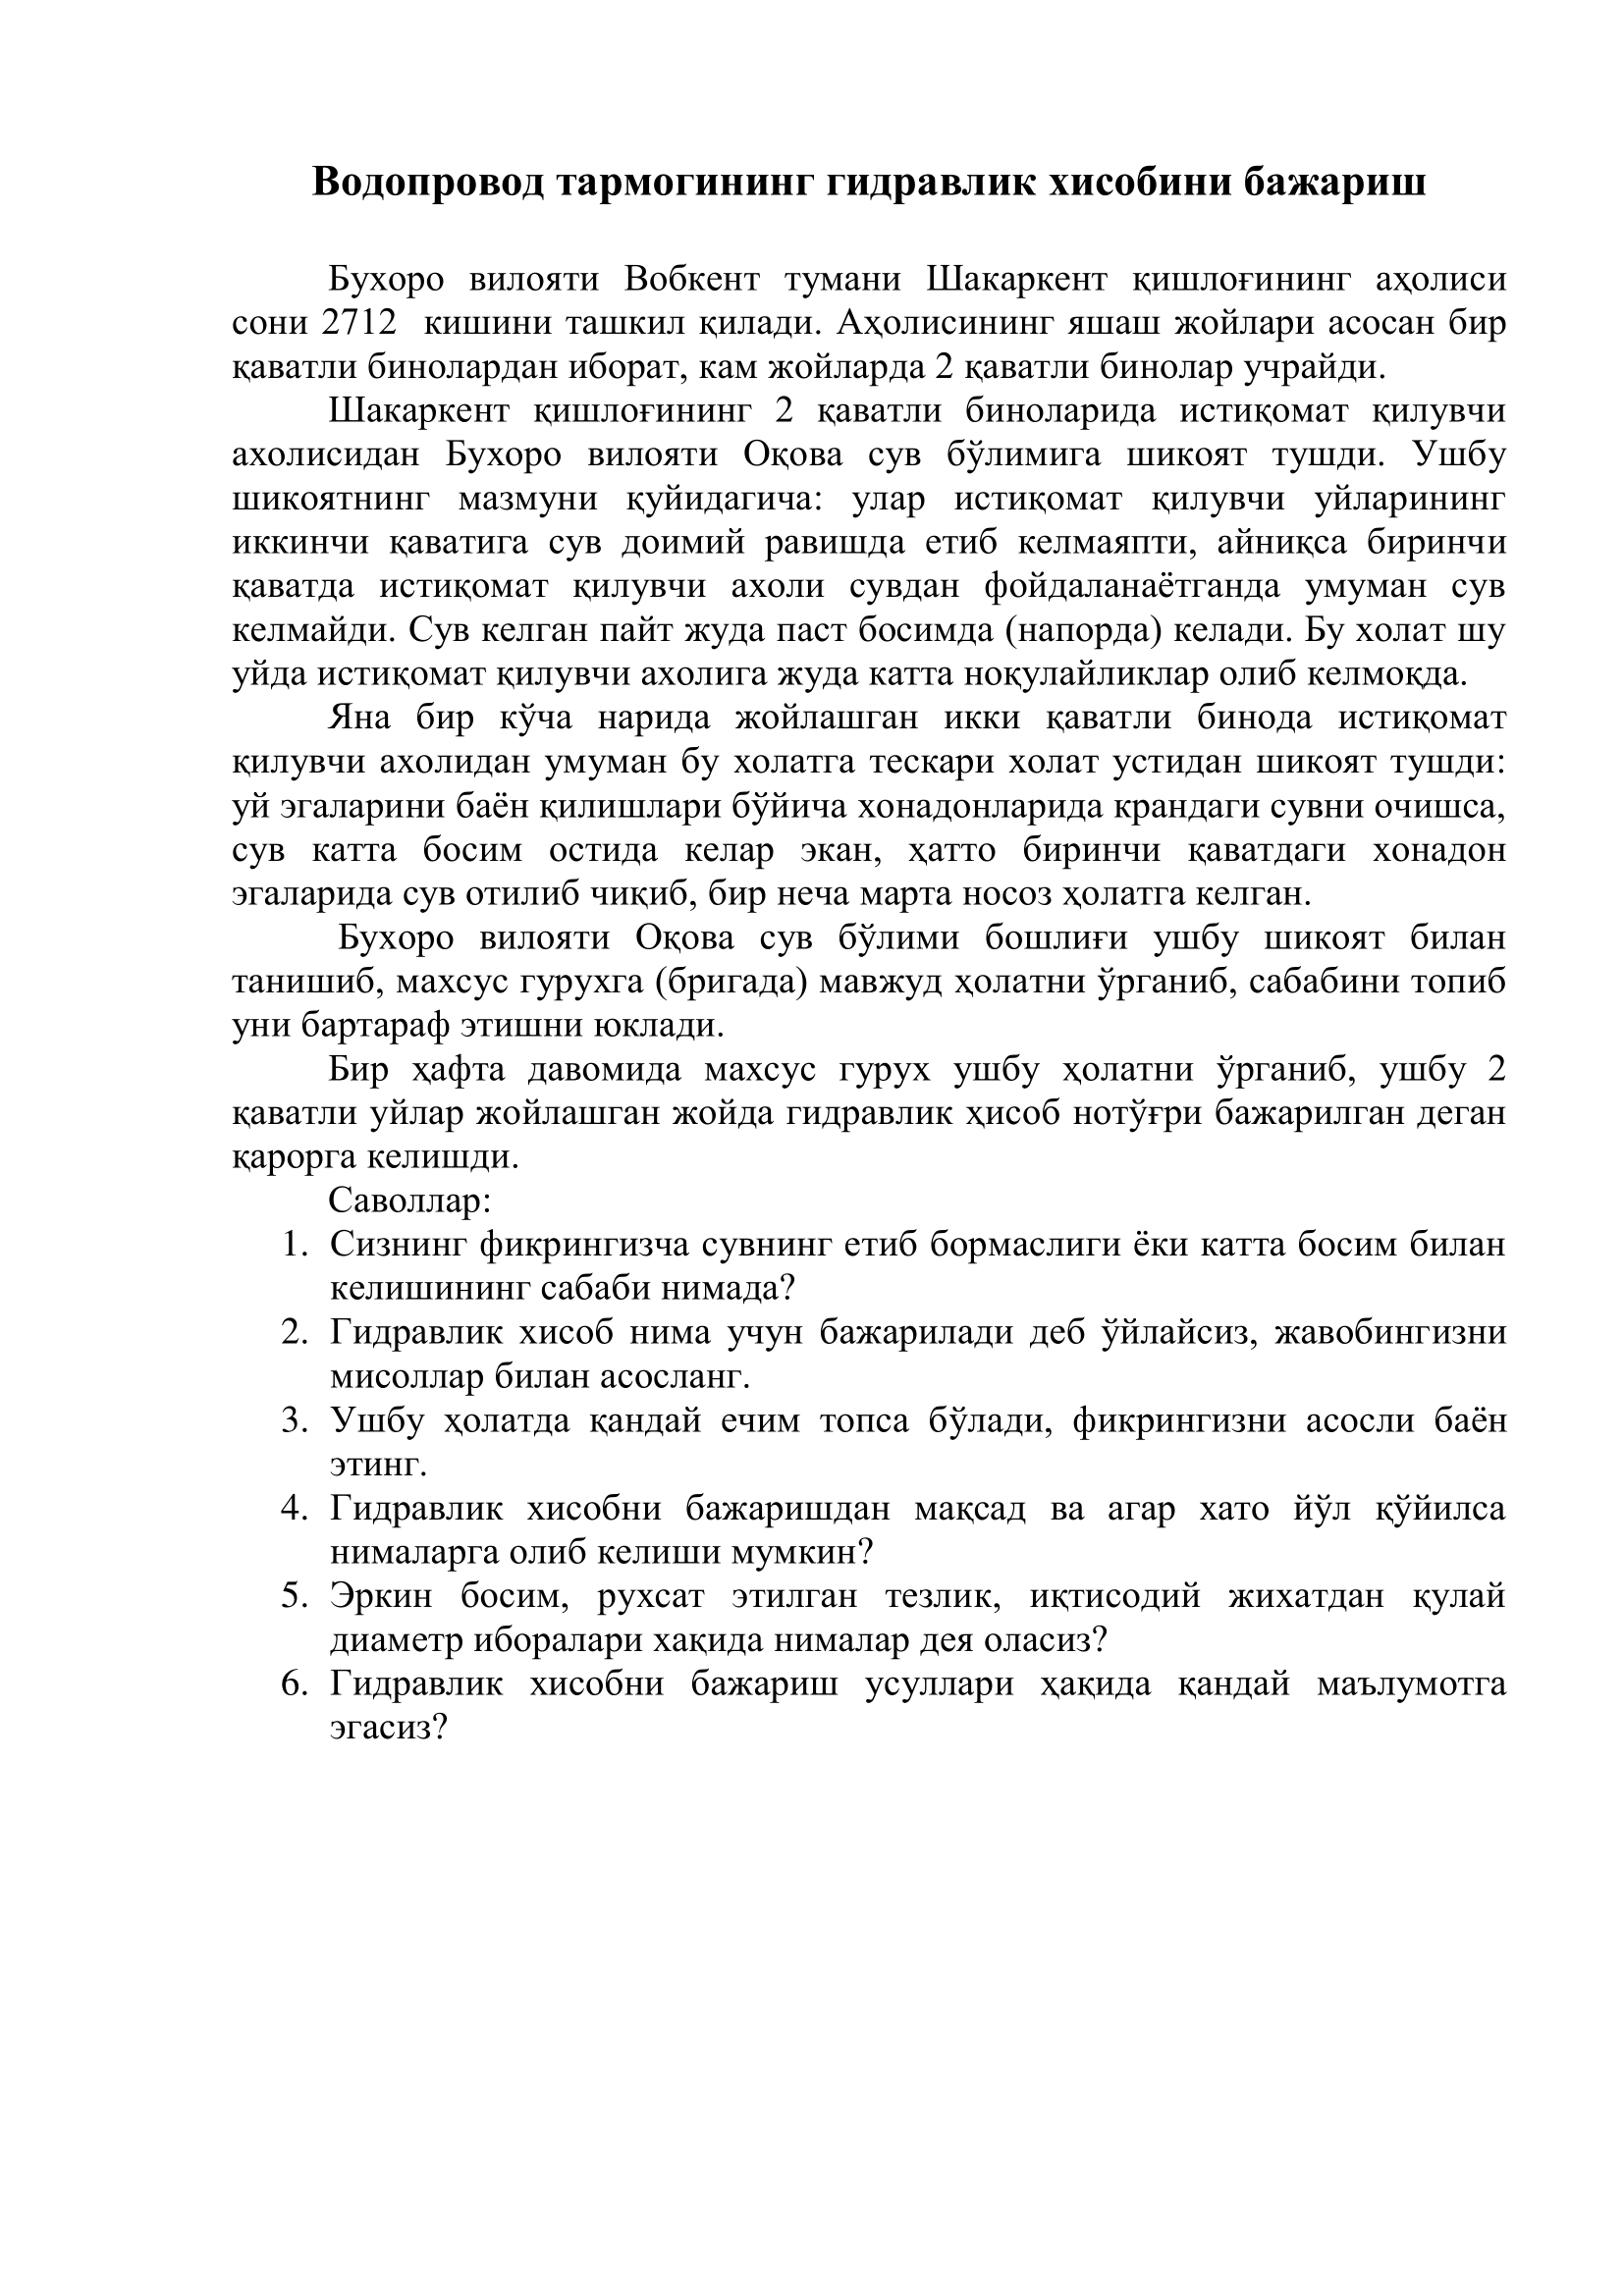 Водопровод тармогининг гидравлик хисобини бажариш
Бухоро вилояти Вобкент тумани Шакаркент қишлоғининг аҳолиси
сони 2712 кишини ташкил қилади. Аҳолисининг яшаш жойлари асосан бир
қаватли бинолардан иборат, кам жойларда 2 қаватли бинолар учрайди.
Шакаркент қишлоғининг 2 қаватли биноларида истиқомат қилувчи
ахолисидан Бухоро вилояти Оқова сув бўлимига шикоят тушди. Ушбу
шикоятнинг мазмуни қуйидагича: улар истиқомат қилувчи уйларининг
иккинчи қаватига сув доимий равишда етиб келмаяпти, айниқса биринчи
қаватда истиқомат қилувчи ахоли сувдан фойдаланаётганда умуман сув
келмайди. Сув келган пайт жуда паст босимда (напорда) келади. Бу холат шу
уйда истиқомат қилувчи ахолига жуда катта ноқулайликлар олиб келмоқда.
Яна бир кўча нарида жойлашган икки қаватли бинода истиқомат
қилувчи ахолидан умуман бу холатга тескари холат устидан шикоят тушди:
уй эгаларини баён қилишлари бўйича хонадонларида крандаги сувни очишса,
сув катта босим остида келар экан, ҳатто биринчи қаватдаги хонадон
эгаларида сув отилиб чиқиб, бир неча марта носоз ҳолатга келган.
Бухоро вилояти Оқова сув бўлими бошлиғи ушбу шикоят билан
танишиб, махсус гурухга (бригада) мавжуд ҳолатни ўрганиб, сабабини топиб
уни бартараф этишни юклади.
Бир ҳафта давомида махсус гурух ушбу ҳолатни ўрганиб, ушбу 2
қаватли уйлар жойлашган жойда гидравлик ҳисоб нотўғри бажарилган деган
қарорга келишди.
Саволлар:
1. Сизнинг фикрингизча сувнинг етиб бормаслиги ёки катта босим билан
келишининг сабаби нимада?
2. Гидравлик хисоб нима учун бажарилади деб ўйлайсиз, жавобингизни
мисоллар билан асосланг.
3. Ушбу ҳолатда қандай ечим топса бўлади, фикрингизни асосли баён
этинг.
4. Гидравлик хисобни бажаришдан мақсад ва агар хато йўл қўйилса
нималарга олиб келиши мумкин?
5. Эркин босим, рухсат этилган тезлик, иқтисодий жихатдан қулай
диаметр иборалари хақида нималар дея оласиз?
6. Гидравлик хисобни бажариш усуллари ҳақида қандай маълумотга
эгасиз?